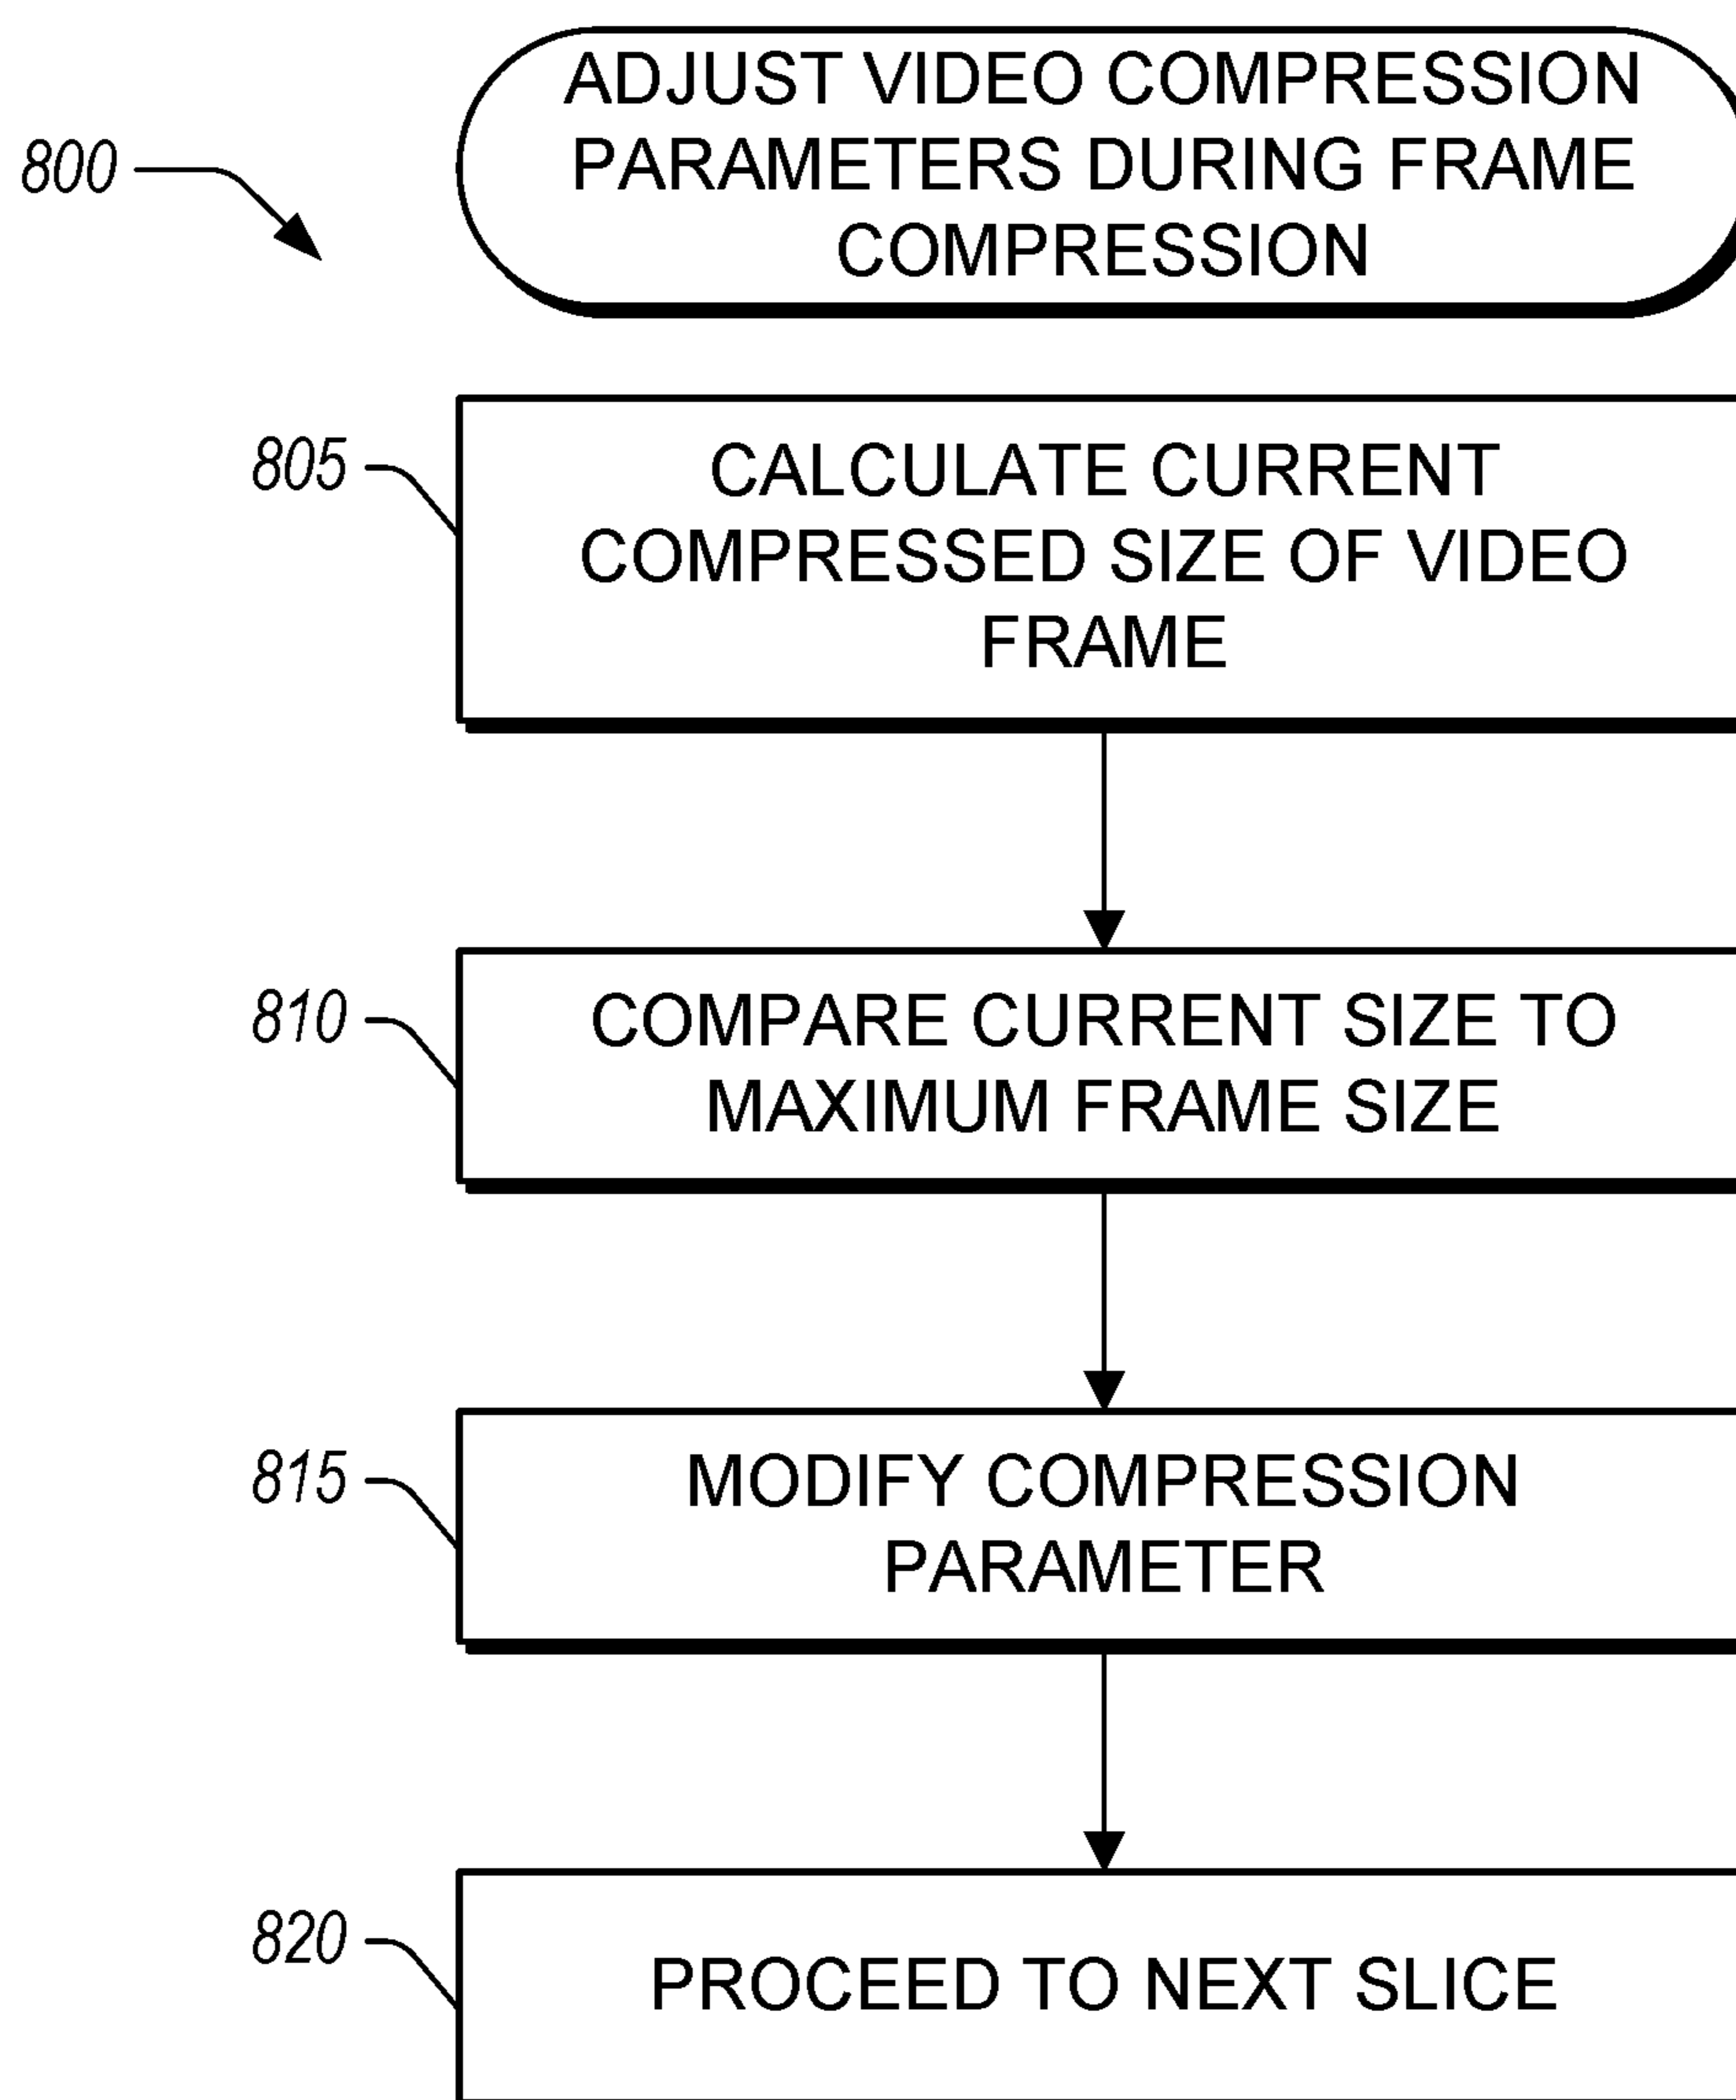 800
ADJUST VIDEO COMPRESSION
PARAMETERS DURING FRAME
COMPRESSION
805
CALCULATE CURRENT
COMPRESSED SIZE OF VIDEO
FRAME
810
COMPARE CURRENT SIZE TO
MAXIMUM FRAME SIZE
815
MODIFY COMPRESSION
PARAMETER
820
PROCEED TO NEXT SLICE